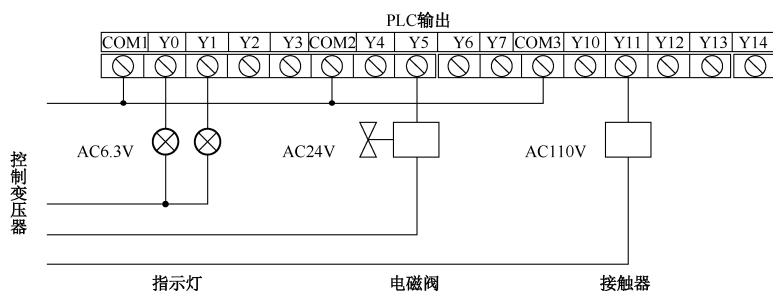 PLC输出
COM1 Y0 Y1 Y2 Y3 COM2 Y4 Y5 Y6 Y7 COM3 Y10 Y11 Y12 Y13 Y14
AC6.3V AC24V AC110V
控制变压器
指示灯 电磁阀 接触器